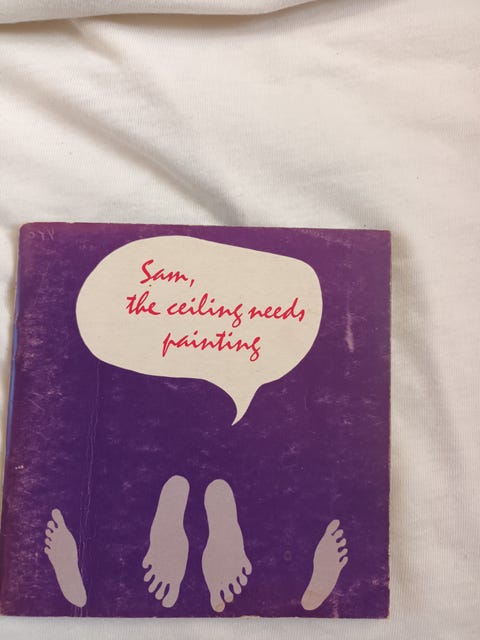 Sam,
the ceiling needs
painting